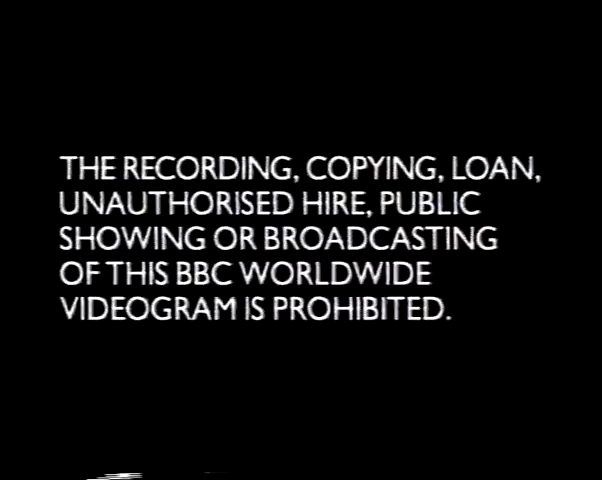 THE RECORDING, COPYING, LOAN,
UNAUTHORISED HIRE, PUBLIC
SHOWING OR BROADCASTING
OF THIS BBC WORLDWIDE
VIDEOGRAM IS PROHIBITED.